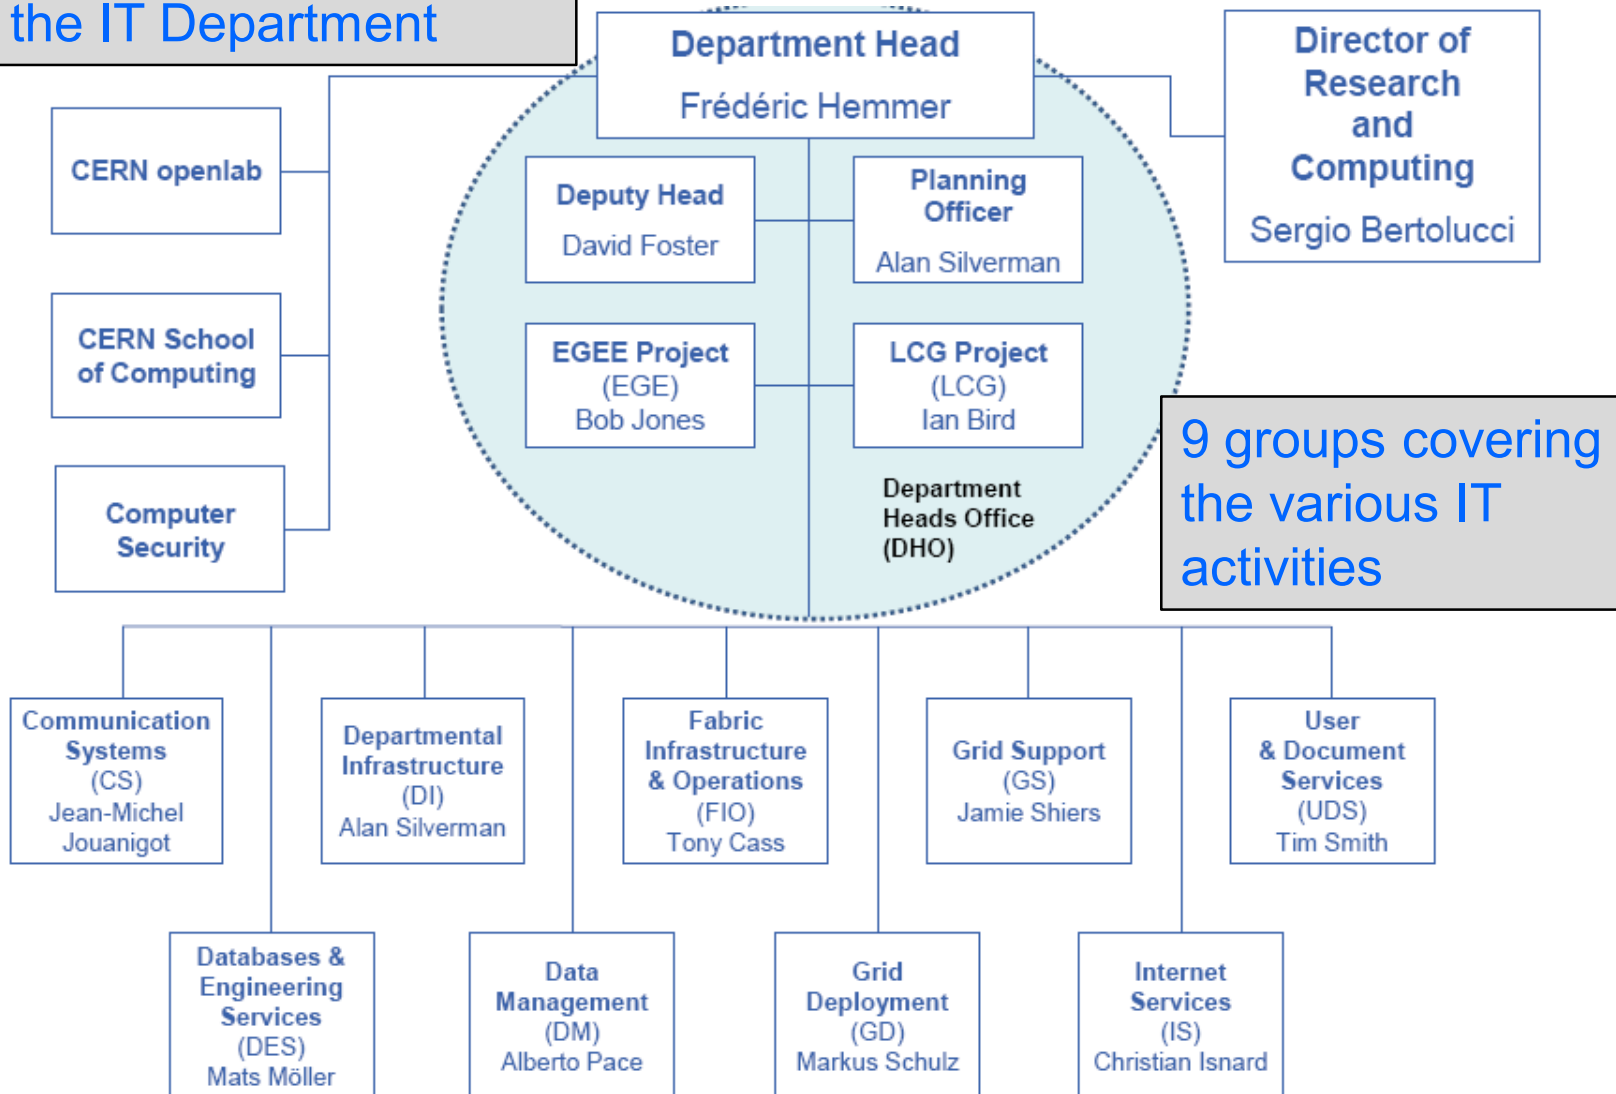 the IT Department
Department Head
Frédéric Hemmer
Director of
Research
and
Computing
Sergio Bertolucci
CERN openlab
CERN School
of Computing
Computer
Security
Deputy Head
David Foster
Planning
Officer
Alan Silverman
EGEE Project
(EGE)
Bob Jones
LCG Project
(LCG)
Ian Bird
Department
Heads Office
(DHO)
9 groups covering
the various IT
activities
Communication
Systems
(CS)
Jean-Michel
Jouanigot
Departmental
Infrastructure
(DI)
Alan Silverman
Fabric
Infrastructure
& Operations
(FIO)
Tony Cass
Grid Support
(GS)
Jamie Shiers
User
& Document
Services
(UDS)
Tim Smith
Databases &
Engineering
Services
(DES)
Mats Möller
Data
Management
(DM)
Alberto Pace
Grid
Deployment
(GD)
Markus Schulz
Internet
Services
(IS)
Christian Isnard